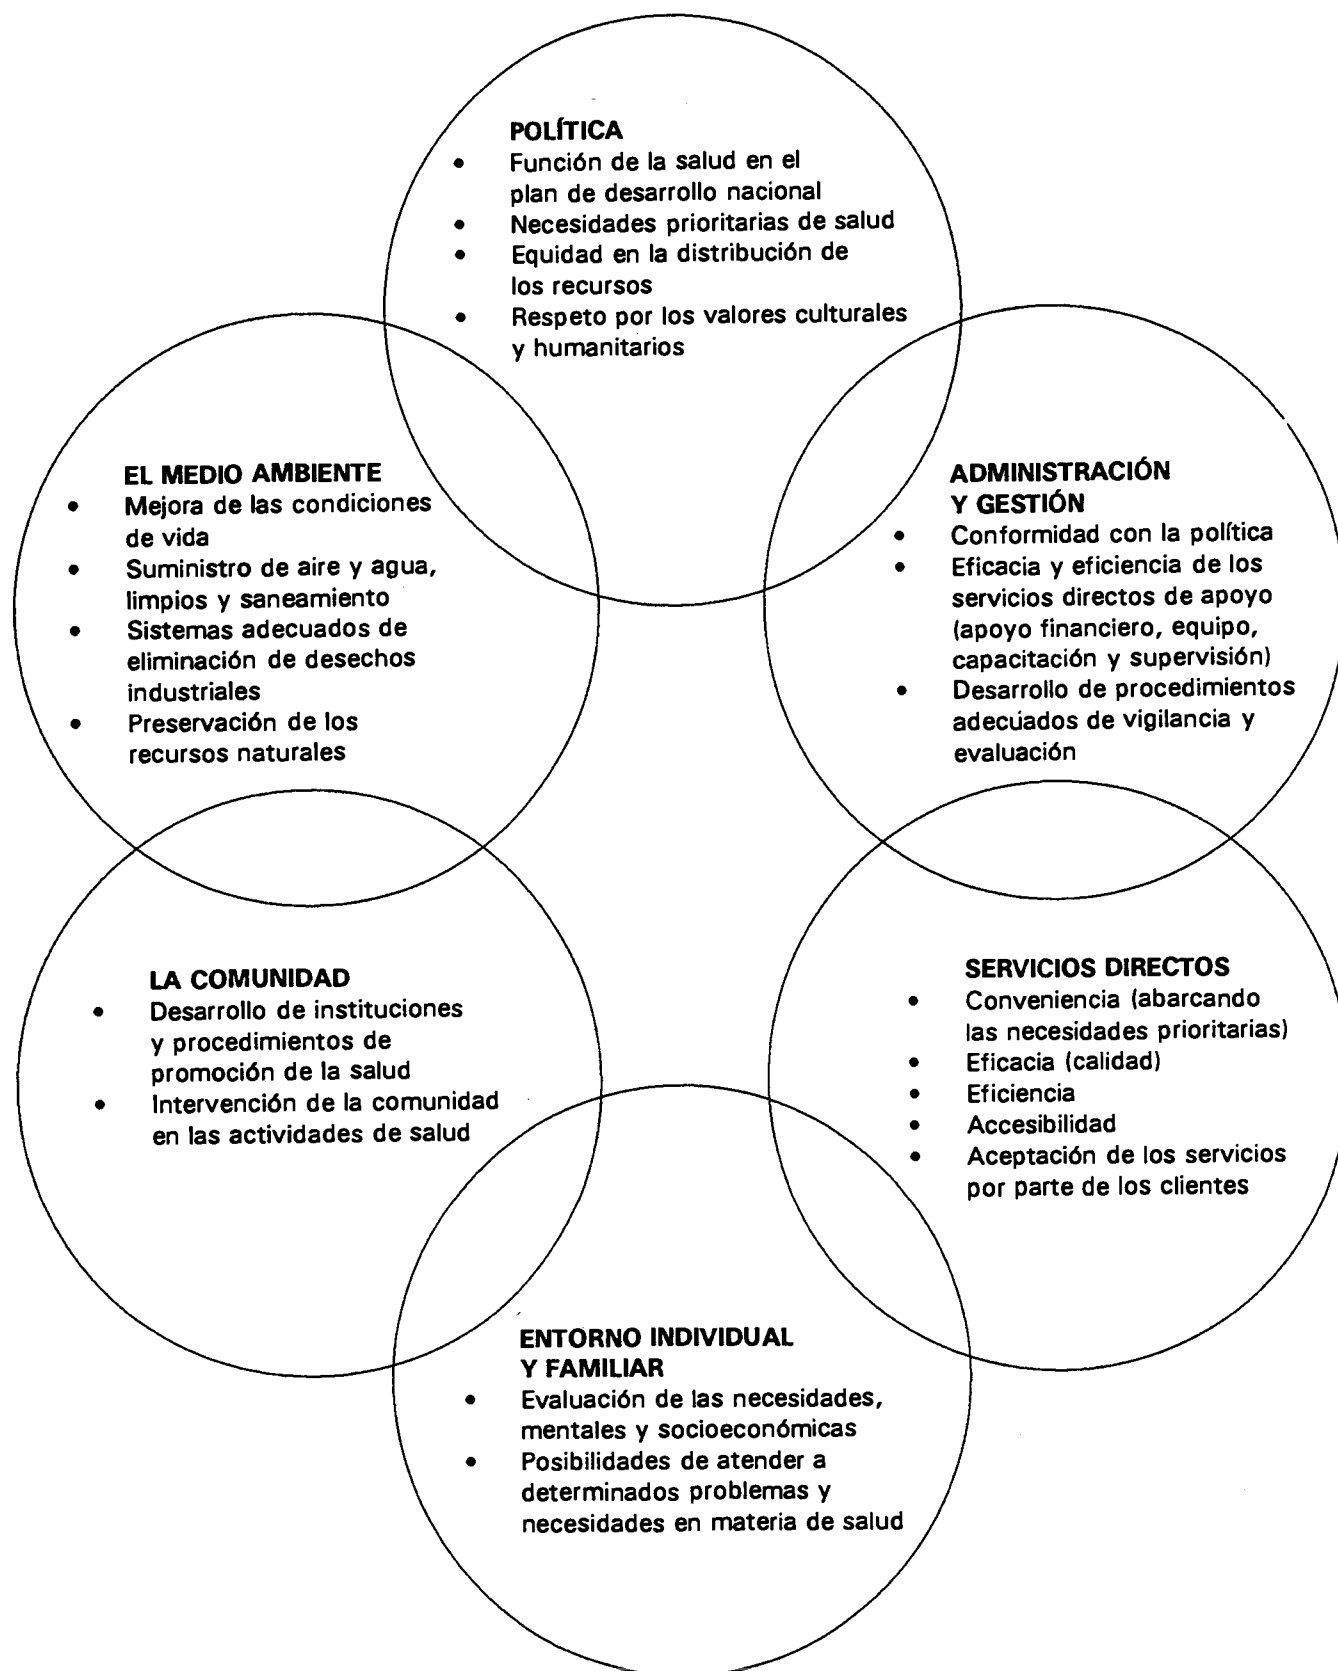 POLÍTICA
• Función de la salud en el
plan de desarrollo nacional
• Necesidades prioritarias de salud
• Equidad en la distribución de
los recursos
• Respeto por los valores culturales
y humanitarios
EL MEDIO AMBIENTE
• Mejora de las condiciones
de vida
• Suministro de aire y agua,
limpios y saneamiento
• Sistemas adecuados de
eliminación de desechos
industriales
• Preservación de los
recursos naturales
ADMINISTRACIÓN
Y GESTIÓN
• Conformidad con la política
• Eficacia y eficiencia de los
servicios directos de apoyo
(apoyo financiero, equipo,
capacitación y supervisión)
• Desarrollo de procedimientos
adecuados de vigilancia y
evaluación
LA COMUNIDAD
• Desarrollo de instituciones
y procedimientos de
promoción de la salud
• Intervención de la comunidad
en las actividades de salud
SERVICIOS DIRECTOS
• Conveniencia (abarcando
las necesidades prioritarias)
• Eficacia (calidad)
• Eficiencia
• Accesibilidad
• Aceptación de los servicios
por parte de los clientes
ENTORNO INDIVIDUAL
Y FAMILIAR
• Evaluación de las necesidades,
mentales y socioeconómicas
• Posibilidades de atender a
determinados problemas y
necesidades en materia de salud